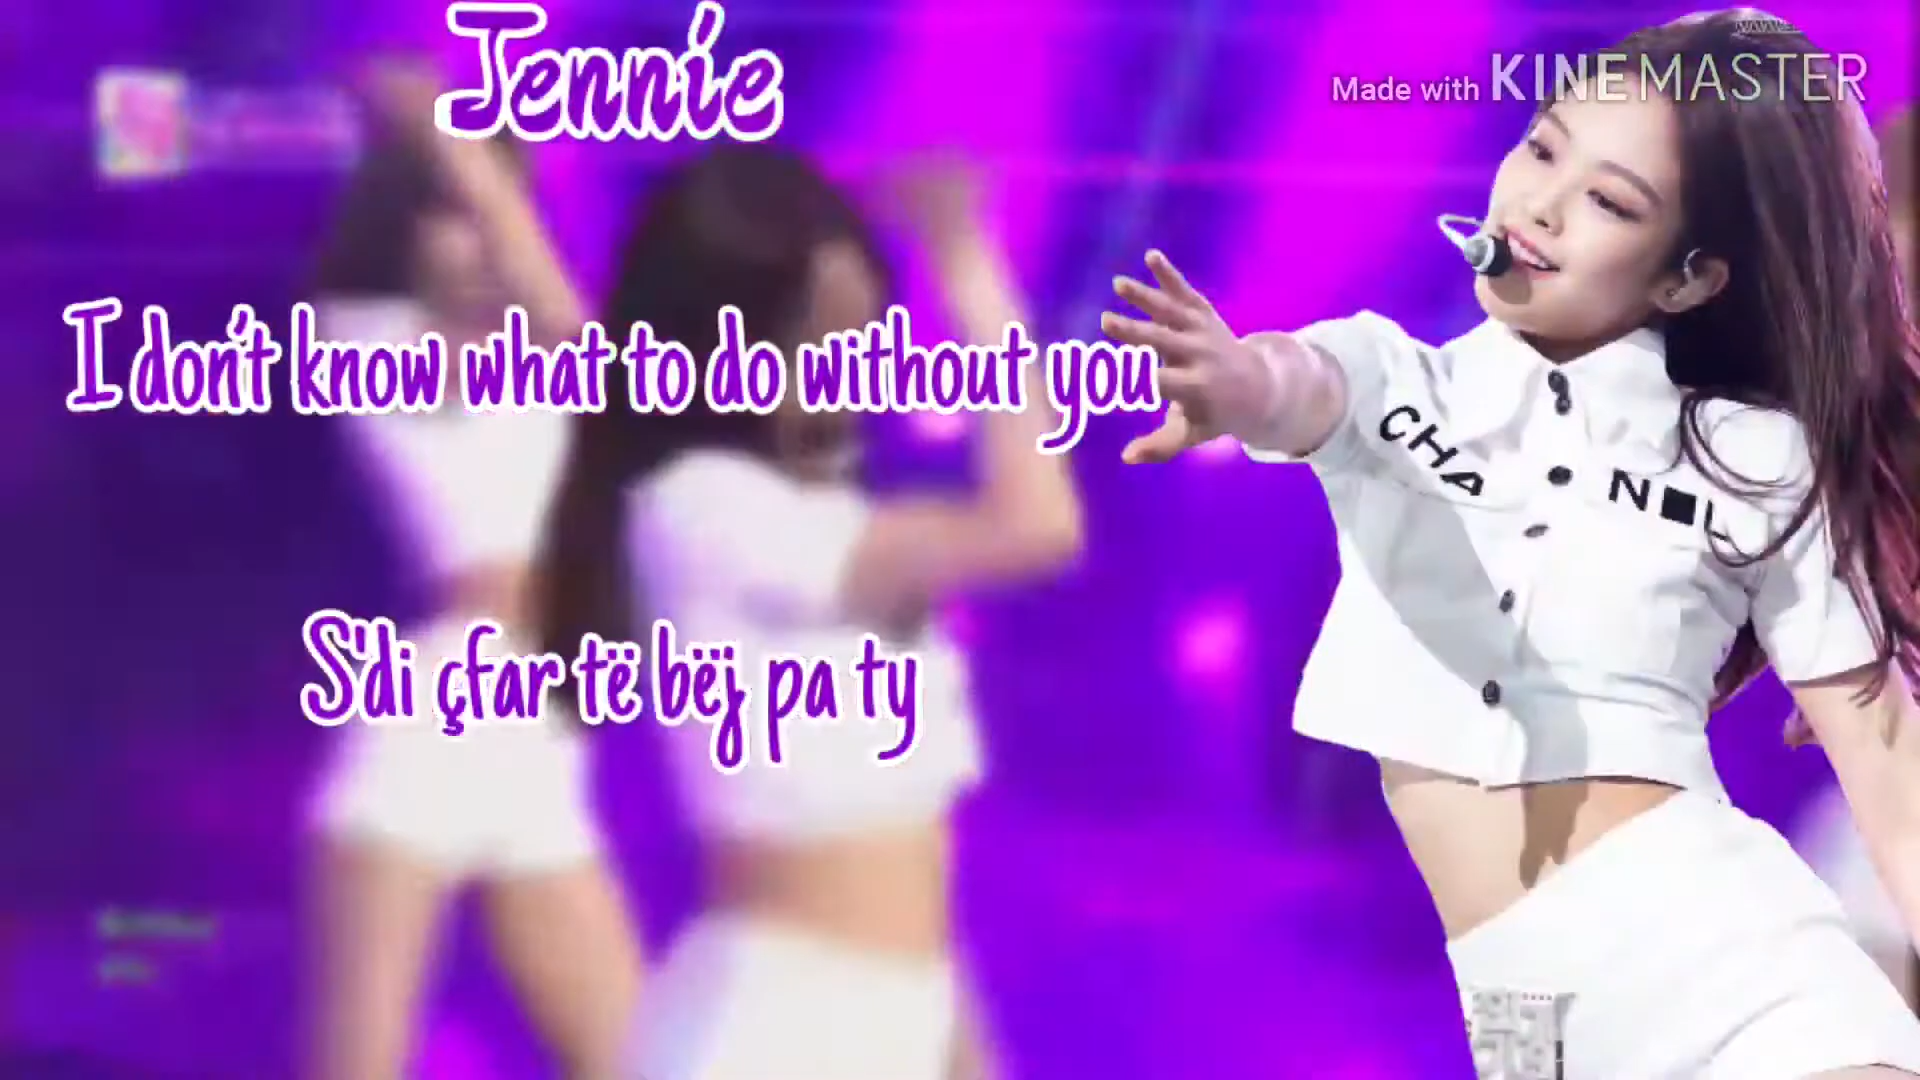 Jennie
Made with KINEMASTER
I don't know what to do without you
CHA N■L
S'di çfar të bëj pa ty